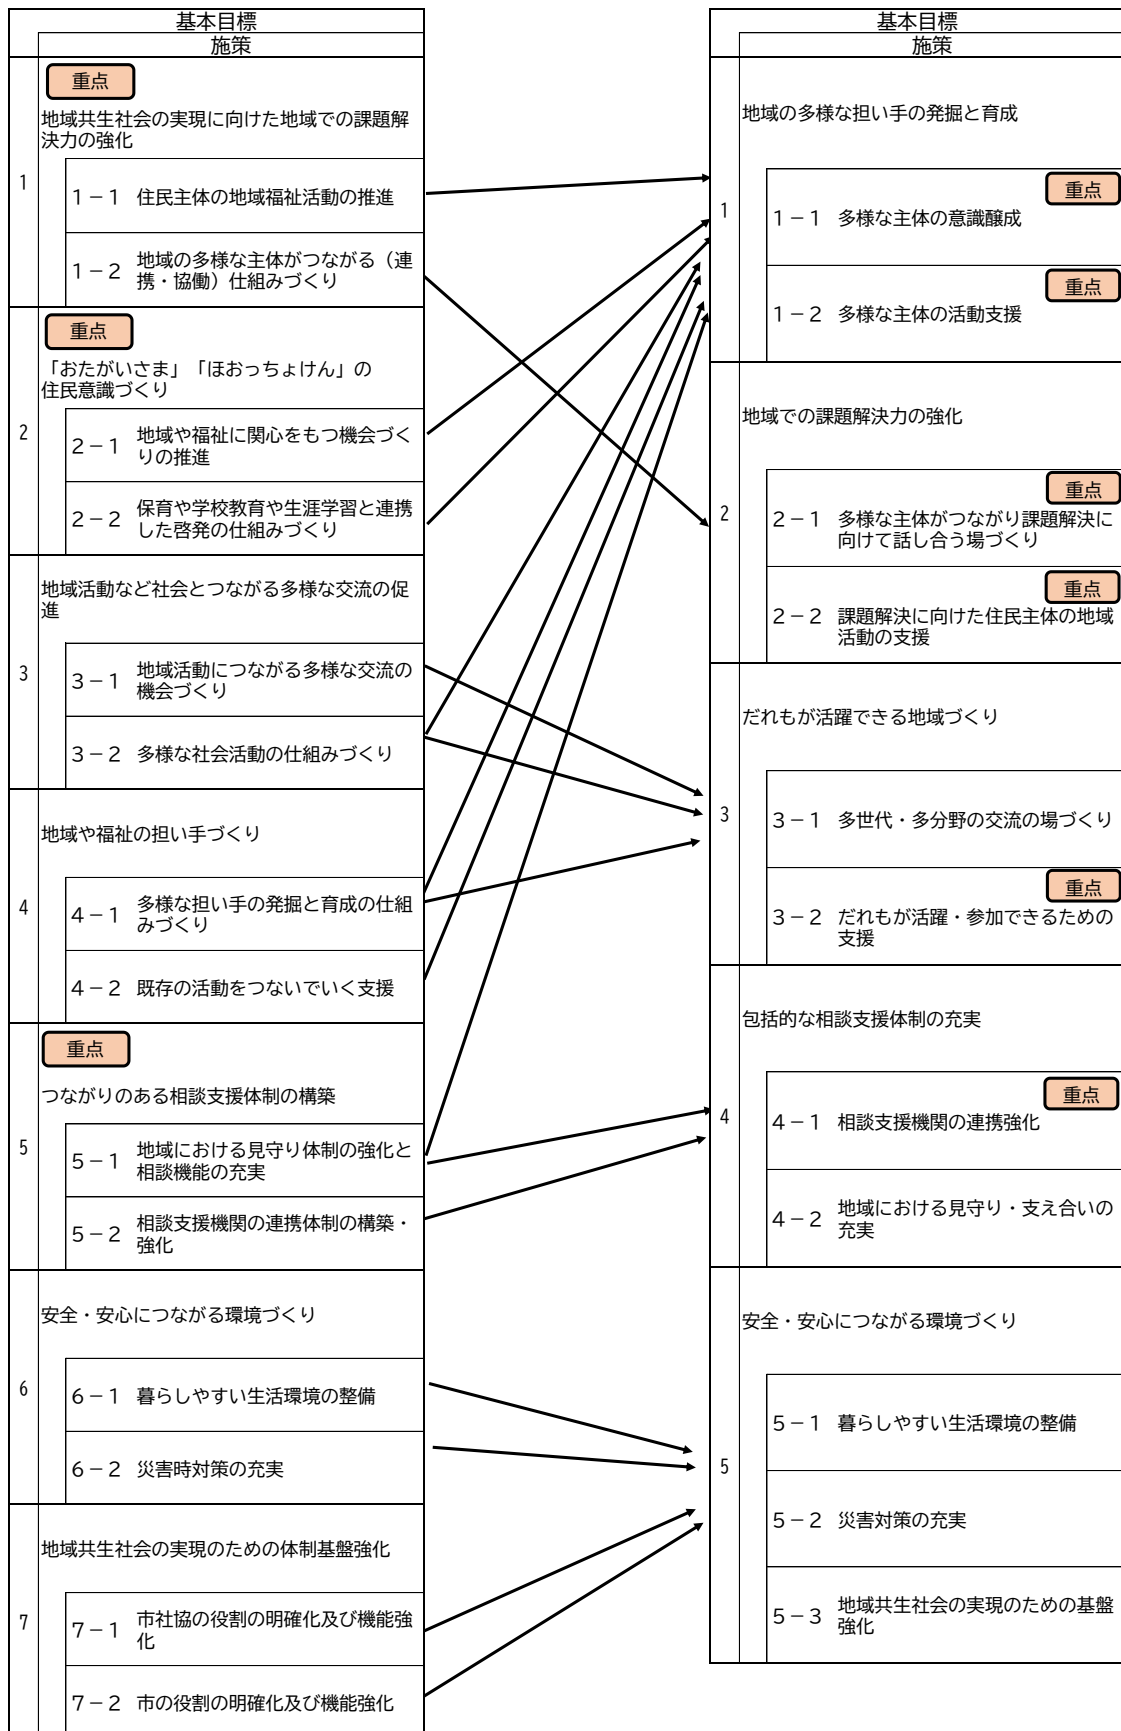 基本目標
施策
1
重点
地域共生社会の実現に向けた地域での課題解
決力の強化
1－1 住民主体の地域福祉活動の推進
1－2 地域の多様な主体がつながる（連
携・協働）仕組みづくり
2
重点
「おたがいさま」「ほおっちょけん」の
住民意識づくり
2－1 地域や福祉に関心をもつ機会づく
りの推進
2－2 保育や学校教育や生涯学習と連携
した啓発の仕組みづくり
3
地域活動など社会とつながる多様な交流の促
進
3－1 地域活動につながる多様な交流の
機会づくり
3－2 多様な社会活動の仕組みづくり
4
地域や福祉の担い手づくり
4－1 多様な担い手の発掘と育成の仕組
みづくり
4－2 既存の活動をつないでいく支援
5
重点
つながりのある相談支援体制の構築
5－1 地域における見守り体制の強化と
相談機能の充実
5－2 相談支援機関の連携体制の構築・
強化
6
安全・安心につながる環境づくり
6－1 暮らしやすい生活環境の整備
6－2 災害時対策の充実
7
地域共生社会の実現のための体制基盤強化
7－1 市社協の役割の明確化及び機能強
化
7－2 市の役割の明確化及び機能強化
基本目標
施策
1
地域の多様な担い手の発掘と育成
重点
1－1 多様な主体の意識醸成
重点
1－2 多様な主体の活動支援
2
地域での課題解決力の強化
重点
2－1 多様な主体がつながり課題解決に
向けて話し合う場づくり
重点
2－2 課題解決に向けた住民主体の地域
活動の支援
3
だれもが活躍できる地域づくり
3－1 多世代・多分野の交流の場づくり
重点
3－2 だれもが活躍・参加できるための
支援
4
包括的な相談支援体制の充実
重点
4－1 相談支援機関の連携強化
4－2 地域における見守り・支え合いの
充実
5
安全・安心につながる環境づくり
5－1 暮らしやすい生活環境の整備
5－2 災害対策の充実
5－3 地域共生社会の実現のための基盤
強化